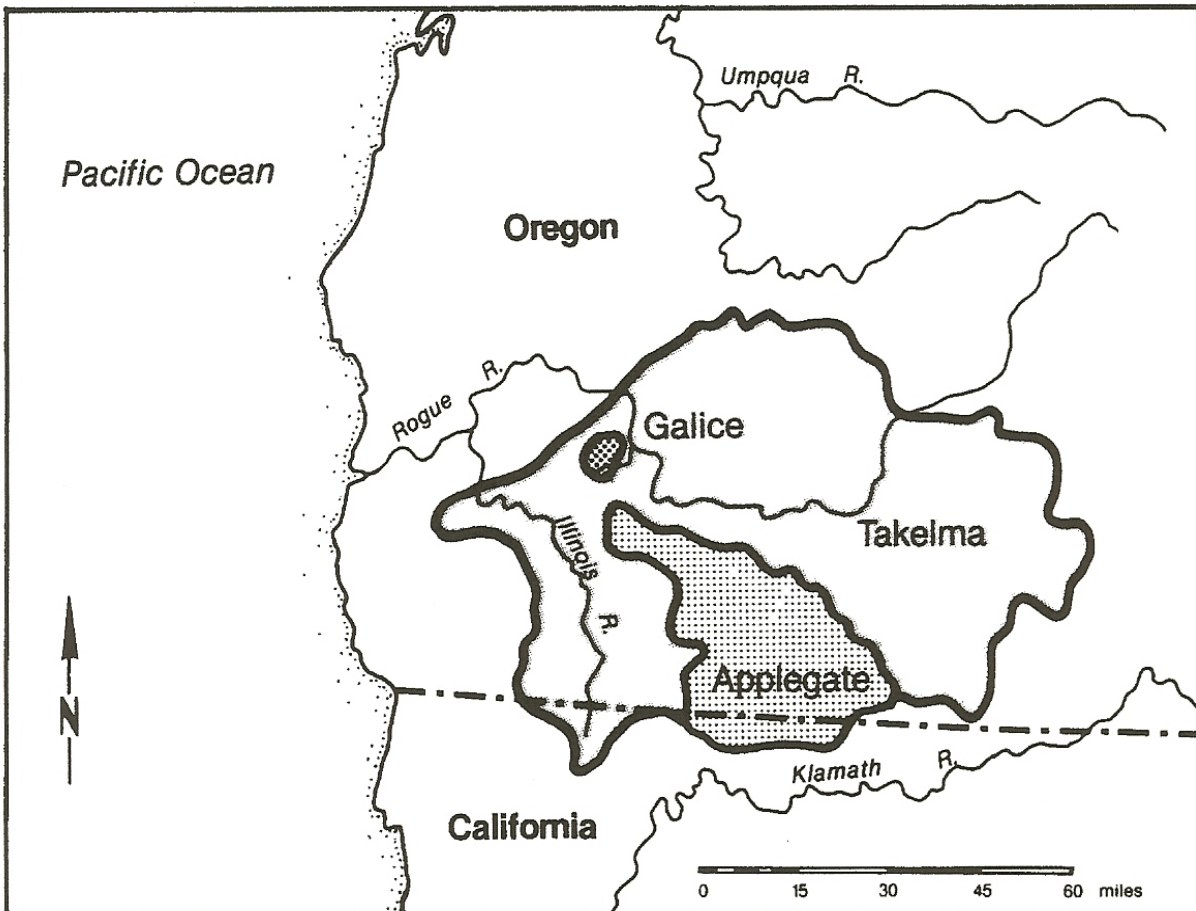 Umpqua R.
Pacific Ocean
Oregon
Rogue R.
Galice
Takelma
Illinois R.
Applegate
N
Klamath R.
California
0 15 30 45 60 miles